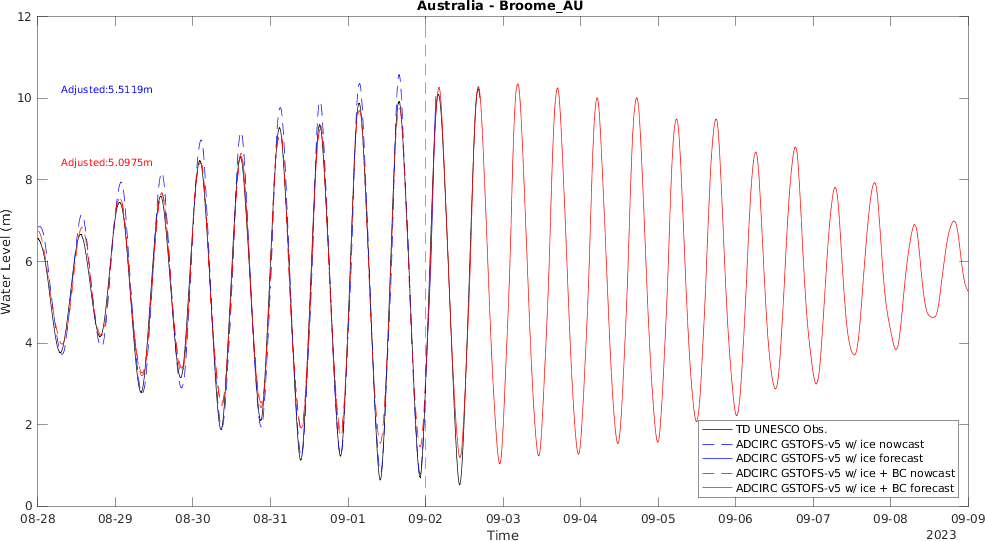 Australia - Broome_AU
12
10
8
6
4
2
0
Water Level (m)
Adjusted:5.5119m
Adjusted:5.0975m
TD UNESCO Obs.
ADCIRC GSTOFS-v5 w/ ice nowcast
ADCIRC GSTOFS-v5 w/ ice forecast
ADCIRC GSTOFS-v5 w/ ice + BC nowcast
ADCIRC GSTOFS-v5 w/ ice + BC forecast
08-28 08-29 08-30 08-31 09-01 09-02 09-03 09-04 09-05 09-06 09-07 09-08 09-09
Time
2023